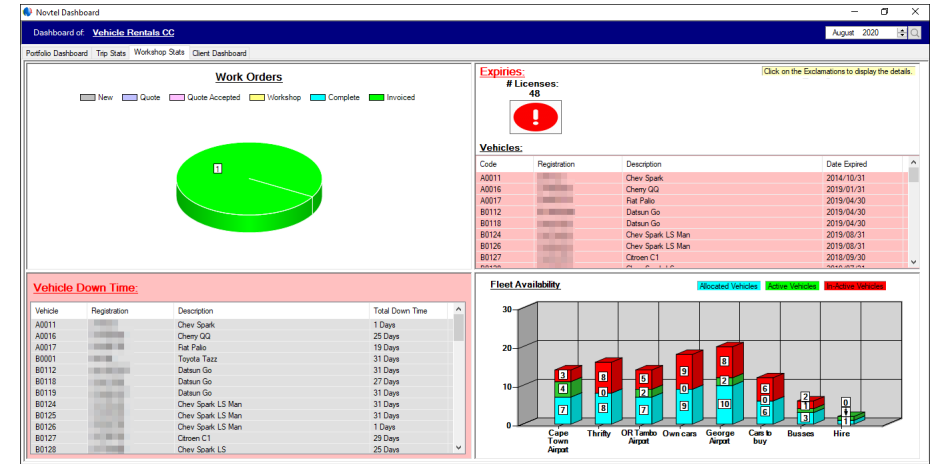 Novtel Dashboard
Dashboard of: Vehicle Rentals CC
August 2020
Portfolio Dashboard Trip Stats Workshop Stats Client Dashboard
Work Orders
New Quote Quote Accepted Workshop Complete Invoiced
1
Expiries:
Click on the Exclamations to display the details.
# Licenses:
48
Vehicles:
Code Registration Description Date Expired
A0011 Chev Spark 2014/10/31
A0016 Cherry QQ 2019/01/31
A0017 Fiat Palio 2019/04/30
B0112 Datsun Go 2019/04/30
B0118 Datsun Go 2019/04/30
B0124 Chev Spark LS Man 2019/08/31
B0126 Chev Spark LS Man 2019/08/31
B0127 Citroen C1 2018/09/30
Vehicle Down Time:
Vehicle Registration Description Total Down Time
A0011 Chev Spark 1 Days
A0016 Cherry QQ 25 Days
A0017 Fiat Palio 19 Days
B0001 Toyota Tazz 31 Days
B0112 Datsun Go 31 Days
B0118 Datsun Go 27 Days
B0119 Datsun Go 31 Days
B0124 Chev Spark LS Man 31 Days
B0125 Chev Spark LS Man 31 Days
B0126 Chev Spark LS Man 1 Days
B0127 Citroen C1 29 Days
B0128 Chev Spark LS 25 Days
Fleet Availability
Allocated Vehicles Active Vehicles In-Active Vehicles
30
20
10
0
3 8 5 9 8 6 2 0
4 0 2 0 2 0 1
7 8 7 9 10 6 3 1
Cape Town Airport Thrifty OR Tambo Airport Own cars George Airport Cars to buy Busses Hire